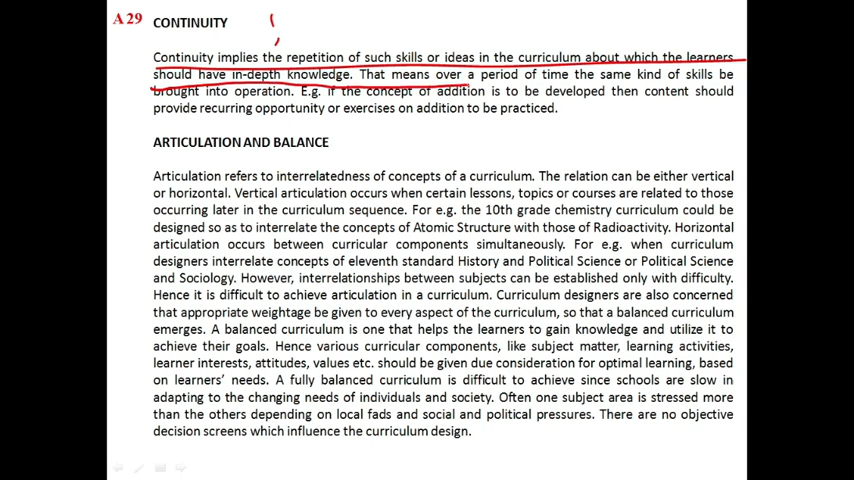 A 29 CONTINUITY
Continuity implies the repetition of such skills or ideas in the curriculum about which the learners
should have in-depth knowledge. That means over a period of time the same kind of skills be
brought into operation. E.g. if the concept of addition is to be developed then content should
provide recurring opportunity or exercises on addition to be practiced.
ARTICULATION AND BALANCE
Articulation refers to interrelatedness of concepts of a curriculum. The relation can be either vertical
or horizontal. Vertical articulation occurs when certain lessons, topics or courses are related to those
occurring later in the curriculum sequence. For e.g. the 10th grade chemistry curriculum could be
designed so as to interrelate the concepts of Atomic Structure with those of Radioactivity. Horizontal
articulation occurs between curricular components simultaneously. For e.g. when curriculum
designers interrelate concepts of eleventh standard History and Political Science or Political Science
and Sociology. However, interrelationships between subjects can be established only with difficulty.
Hence it is difficult to achieve articulation in a curriculum. Curriculum designers are also concerned
that appropriate weightage be given to every aspect of the curriculum, so that a balanced curriculum
emerges. A balanced curriculum is one that helps the learners to gain knowledge and utilize it to
achieve their goals. Hence various curricular components, like subject matter, learning activities,
learner interests, attitudes, values etc. should be given due consideration for optimal learning, based
on learners' needs. A fully balanced curriculum is difficult to achieve since schools are slow in
adapting to the changing needs of individuals and society. Often one subject area is stressed more
than the others depending on local fads and social and political pressures. There are no objective
decision screens which influence the curriculum design.